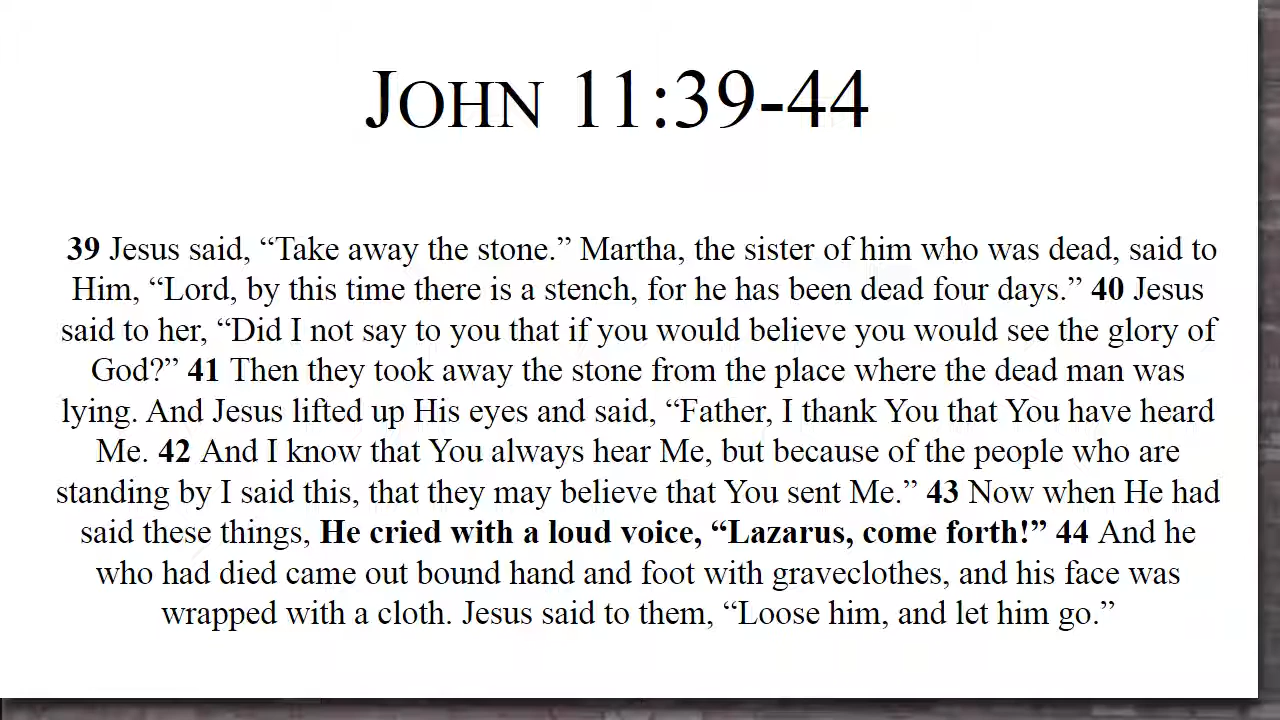 JOHN 11:39-44
39 Jesus said, “Take away the stone.” Martha, the sister of him who was dead, said to
Him, “Lord, by this time there is a stench, for he has been dead four days.” 40 Jesus
said to her, “Did I not say to you that if you would believe you would see the glory of
God?” 41 Then they took away the stone from the place where the dead man was
lying. And Jesus lifted up His eyes and said, “Father, I thank You that You have heard
Me. 42 And I know that You always hear Me, but because of the people who are
standing by I said this, that they may believe that You sent Me.” 43 Now when He had
said these things, He cried with a loud voice, “Lazarus, come forth!” 44 And he
who had died came out bound hand and foot with graveclothes, and his face was
wrapped with a cloth. Jesus said to them, “Loose him, and let him go.”